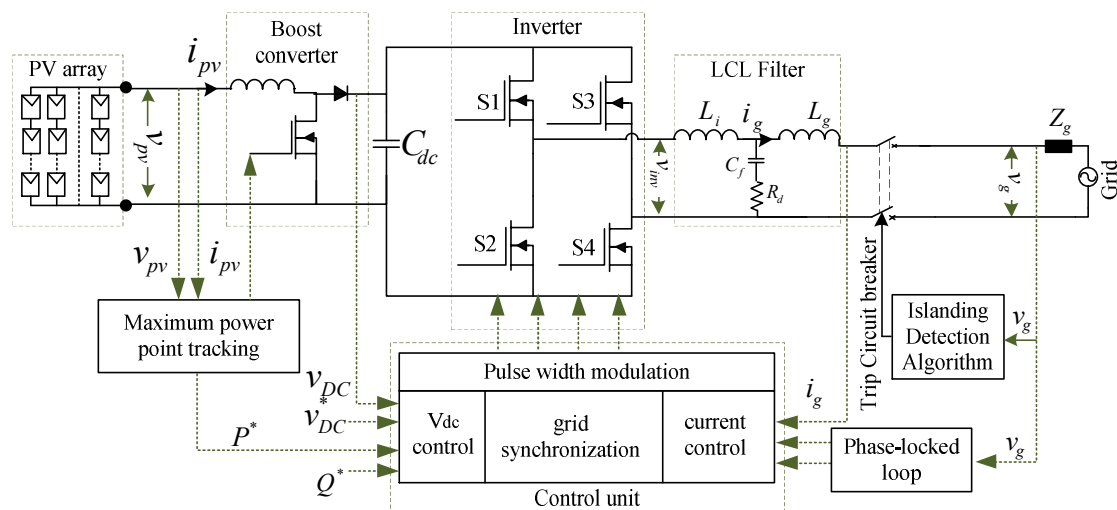 Boost
converter
Inverter
PV array
i_pv
LCL Filter
S1
S3
L_i
i_g
L_g
Z_g
v_pv
C_dc
v_inv
C_f
R_d
v_g
Grid
S2
S4
v_pv
i_pv
Maximum power
point tracking
Trip Circuit breaker
Islanding
Detection
Algorithm
v_g
Pulse width modulation
v_DC
v*_DC
P*
Q*
Vdc
control
grid
synchronization
current
control
i_g
Phase-locked
loop
v_g
Control unit